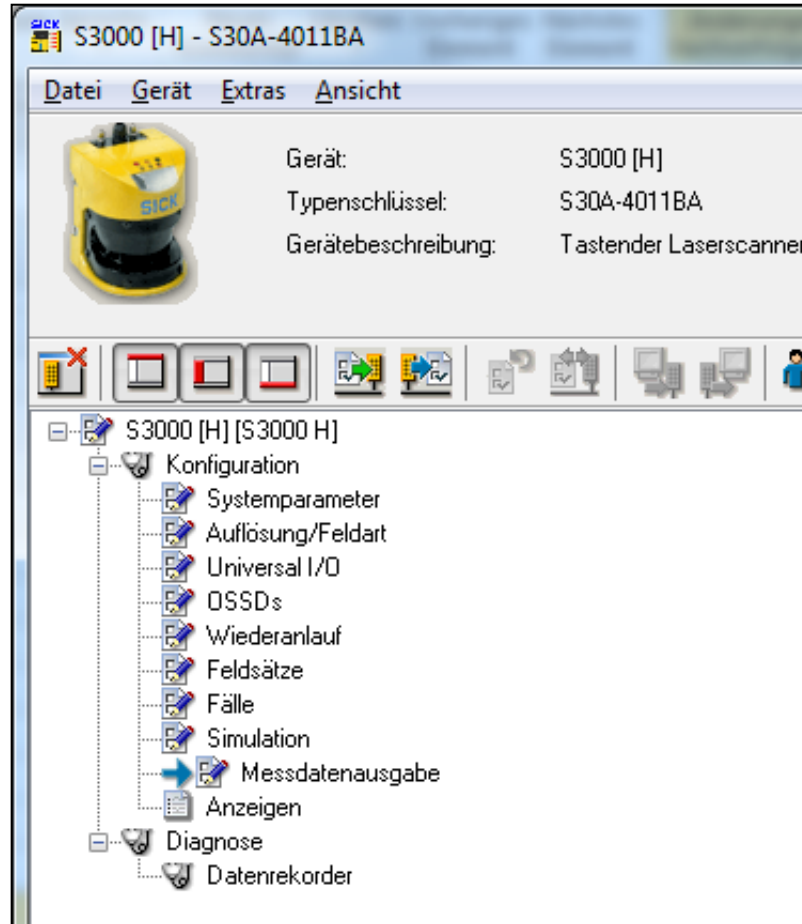 SICK
S3000 [H] - S30A-4011BA
Datei Gerät Extras Ansicht
Gerät: S3000 [H]
Typenschlüssel: S30A-4011BA
Gerätebeschreibung: Tastender Laserscanner
SICK
S3000 [H] [S3000 H]
Konfiguration
Systemparameter
Auflösung/Feldart
Universal I/O
OSSDs
Wiederanlauf
Feldsätze
Fälle
Simulation
Messdatenausgabe
Anzeigen
Diagnose
Datenrekorder